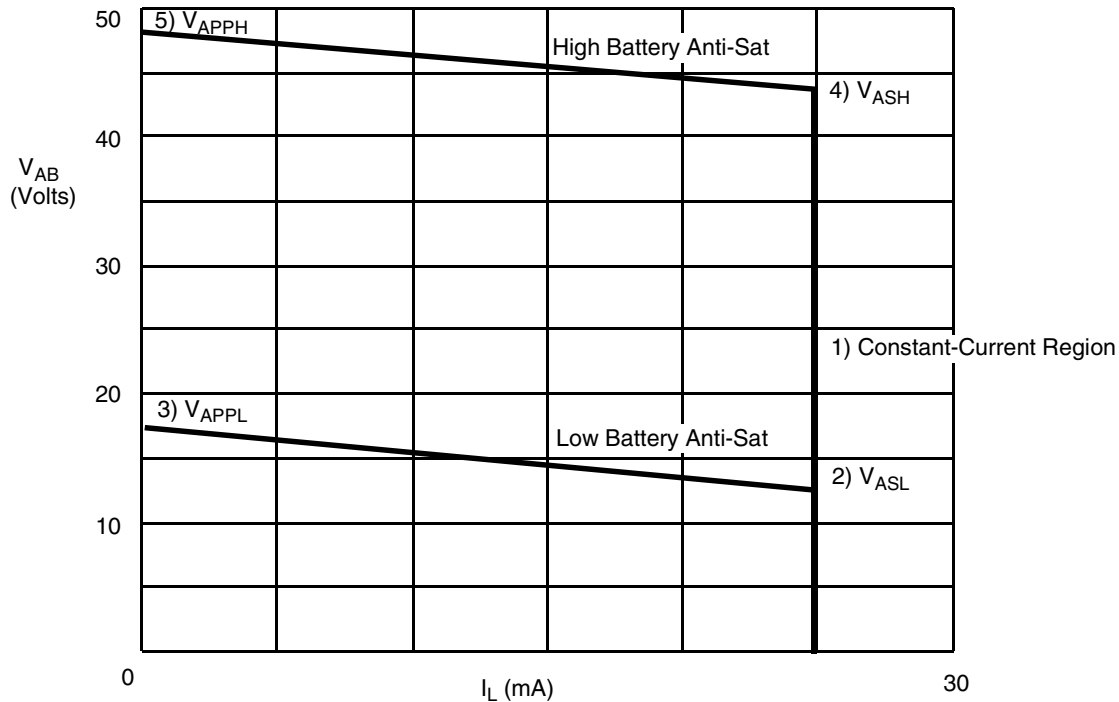 50
5) VAPPH
High Battery Anti-Sat
4) VASH
40
VAB
(Volts)
30
1) Constant-Current Region
20
3) VAPPL
Low Battery Anti-Sat
2) VASL
10
0
IL (mA)
30